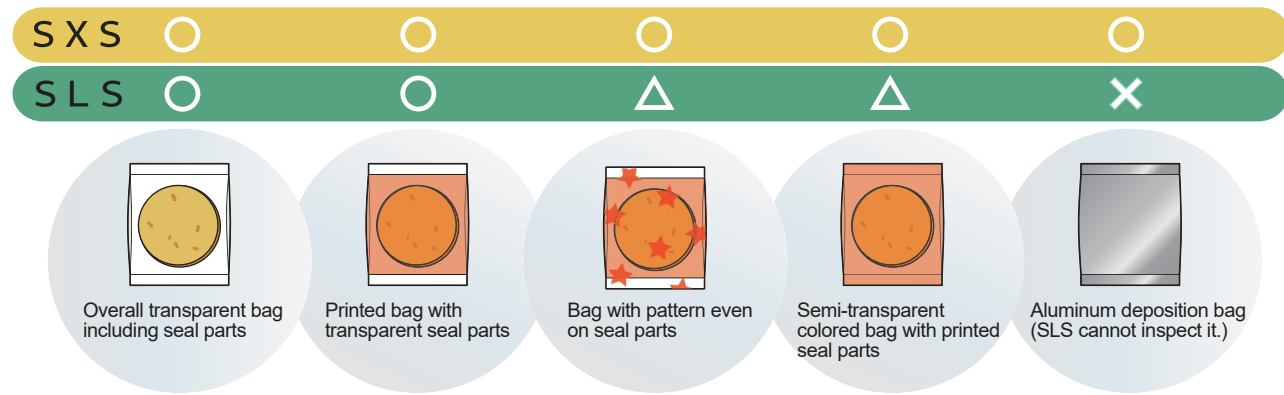 SXS ○ ○ ○ ○ ○
SLS ○ ○ △ △ ×
Overall transparent bag
including seal parts
Printed bag with
transparent seal parts
Bag with pattern even
on seal parts
Semi-transparent
colored bag with printed
seal parts
Aluminum deposition bag
(SLS cannot inspect it.)